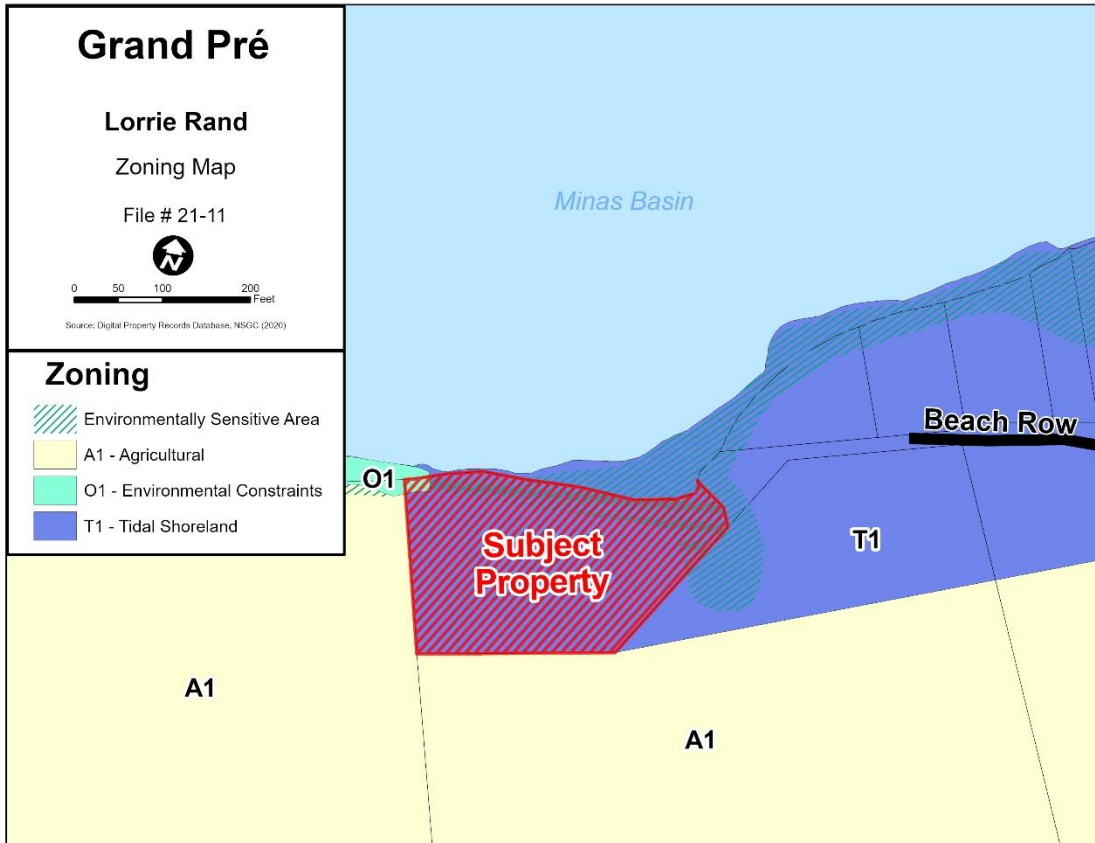 Grand Pré
Lorrie Rand
Zoning Map
File # 21-11
N
0 50 100 200
Feet
Source: Digital Property Records Database, NSGC (2020)
Zoning
Environmentally Sensitive Area
A1 - Agricultural
O1 - Environmental Constraints
T1 - Tidal Shoreland
Minas Basin
Beach Row
O1
Subject
Property
T1
A1
A1